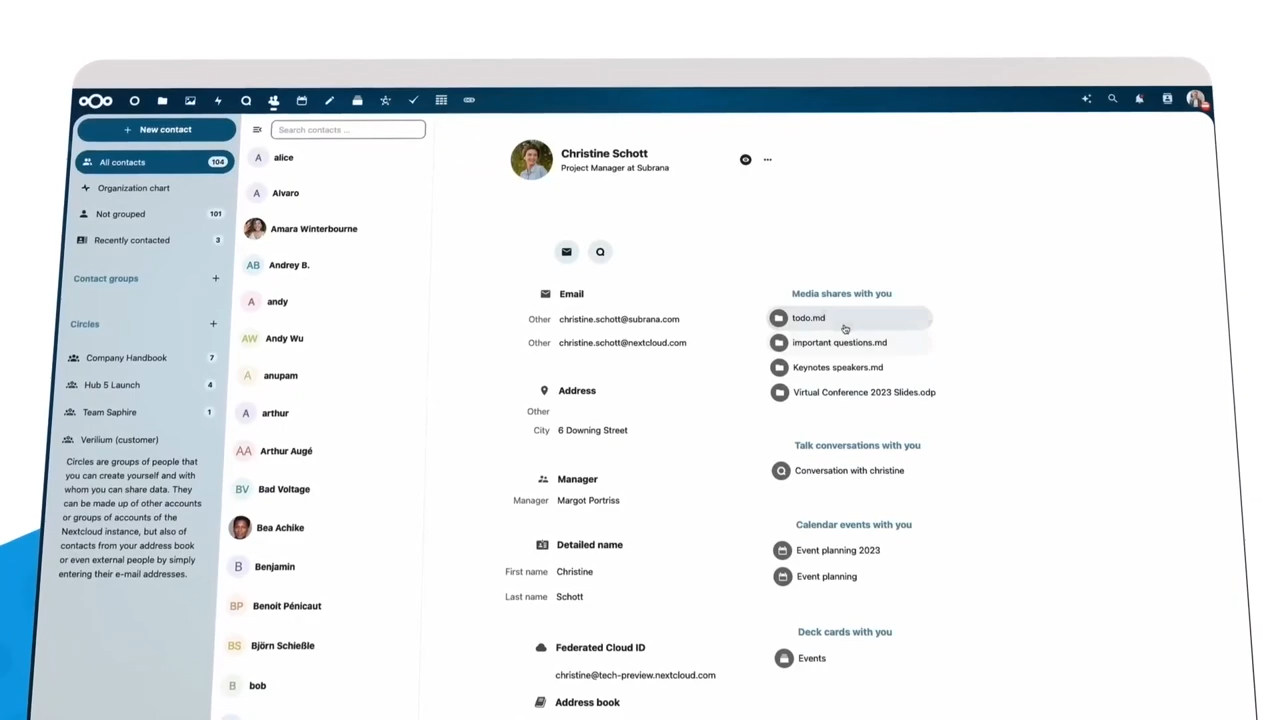 + New contact
All contacts 104
Organization chart
Not grouped 101
Recently contacted 3
Contact groups +
Circles +
Company Handbook 7
Hub 5 Launch 4
Team Saphire 1
Verilium (customer)
Circles are groups of people that
you can create yourself and with
whom you can share data. They
can be made up of other accounts
or groups of accounts of the
Nextcloud instance, but also of
contacts from your address book
or even external people by simply
entering their e-mail addresses.
Search contacts ...
A alice
A Alvaro
Amara Winterbourne
AB Andrey B.
A andy
AW Andy Wu
A anupam
A arthur
AA Arthur Augé
BV Bad Voltage
Bea Achike
B Benjamin
BP Benoit Pénicaut
BS Björn Schießle
B bob
Christine Schott
Project Manager at Subrana
Email
Other christine.schott@subrana.com
Other christine.schott@nextcloud.com
Address
Other
City 6 Downing Street
Manager
Manager Margot Portriss
Detailed name
First name Christine
Last name Schott
Federated Cloud ID
christine@tech-preview.nextcloud.com
Address book
Media shares with you
todo.md
important questions.md
Keynotes speakers.md
Virtual Conference 2023 Slides.odp
Talk conversations with you
Conversation with christine
Calendar events with you
Event planning 2023
Event planning
Deck cards with you
Events